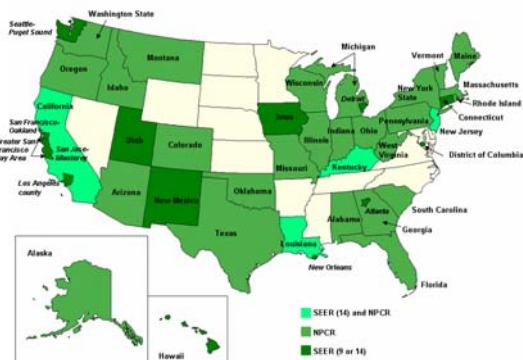 Seattle-
Puget Sound
Washington State
Oregon
Idaho
Montana
Michigan
Wisconsin
Detroit
Vermont
Maine
New York
State
Massachusetts
Rhode Island
Connecticut
New Jersey
Pennsylvania
District of Columbia
California
San Francisco-
Oakland
Greater San
Francisco
Bay Area
San Jose-
Monterey
Los Angeles
county
Utah
Colorado
Iowa
Illinois
Indiana
Ohio
West
Virginia
Missouri
Kentucky
Arizona
New Mexico
Oklahoma
Texas
Louisiana
New Orleans
Alabama
Atlanta
South Carolina
Georgia
Florida
Alaska
Hawaii
SEER (14) and NPCR
NPCR
SEER (9 or 14)